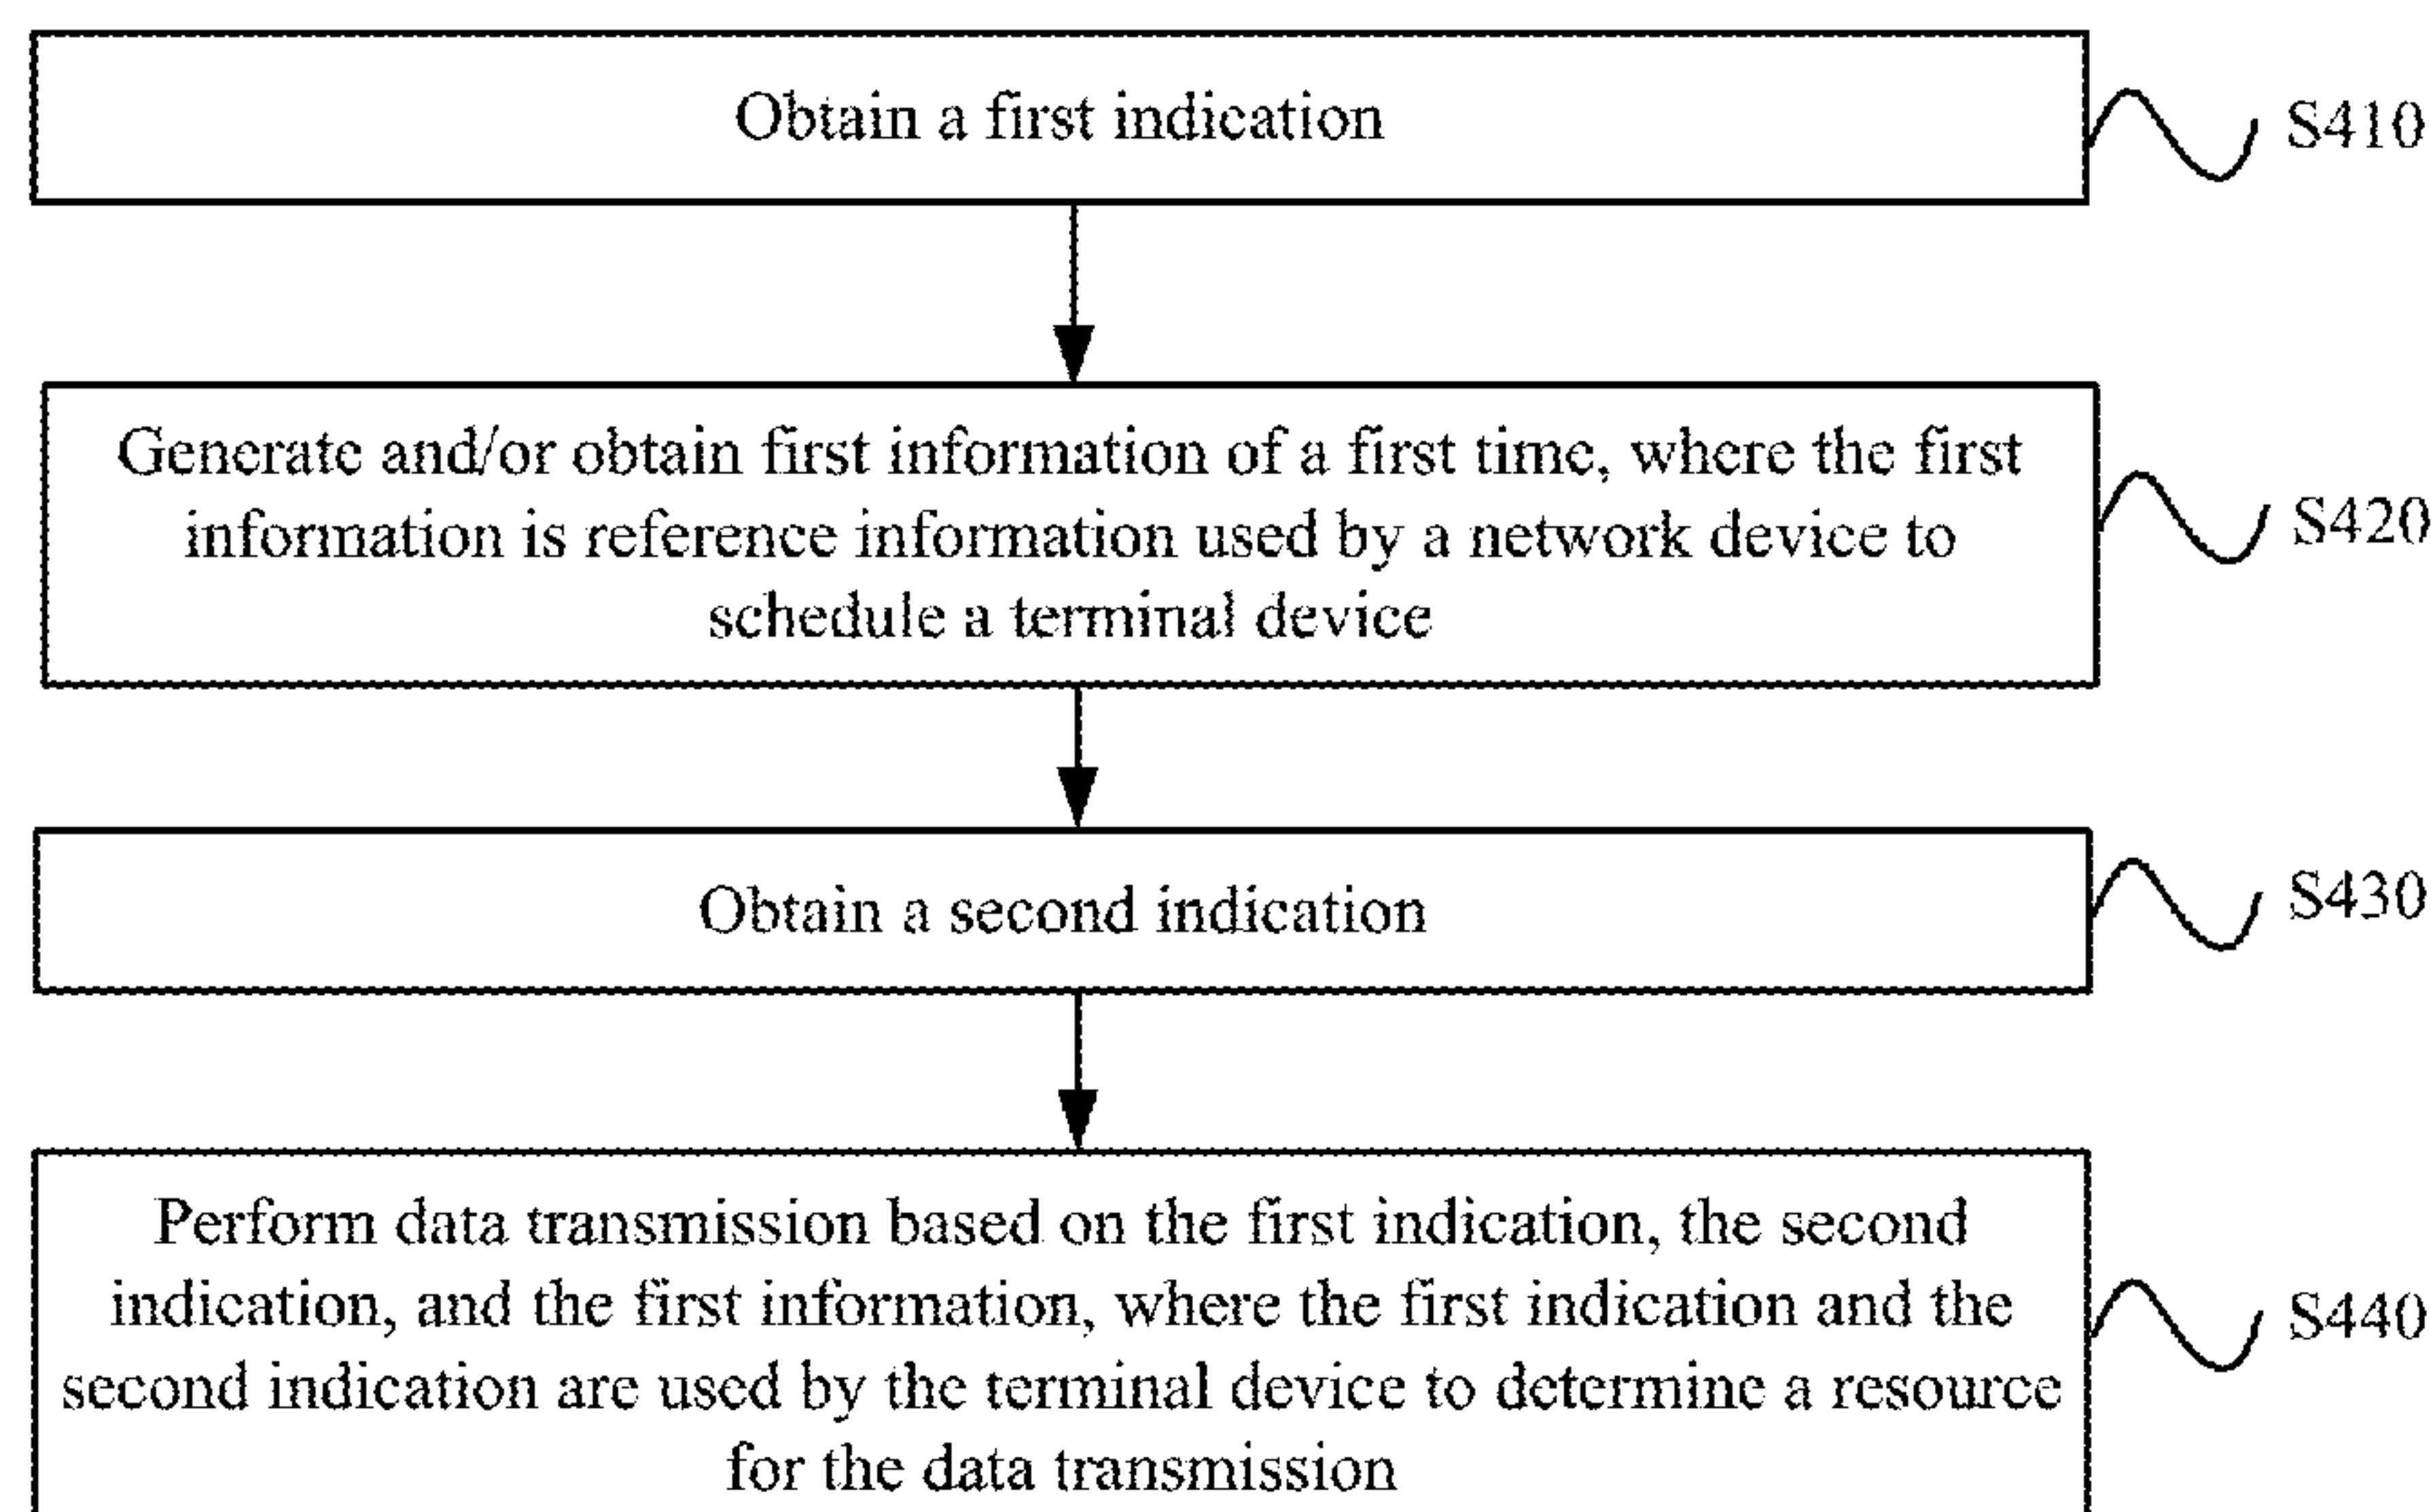 Obtain a first indication
S410
Generate and/or obtain first information of a first time, where the first
information is reference information used by a network device to
schedule a terminal device
S420
Obtain a second indication
S430
Perform data transmission based on the first indication, the second
indication, and the first information, where the first indication and the
second indication are used by the terminal device to determine a resource
for the data transmission
S440